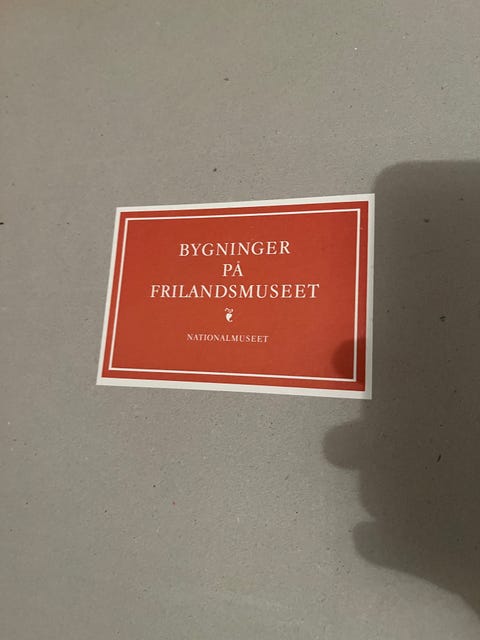 BYGNINGER
PÅ
FRILANDSMUSEET
NATIONALMUSEET